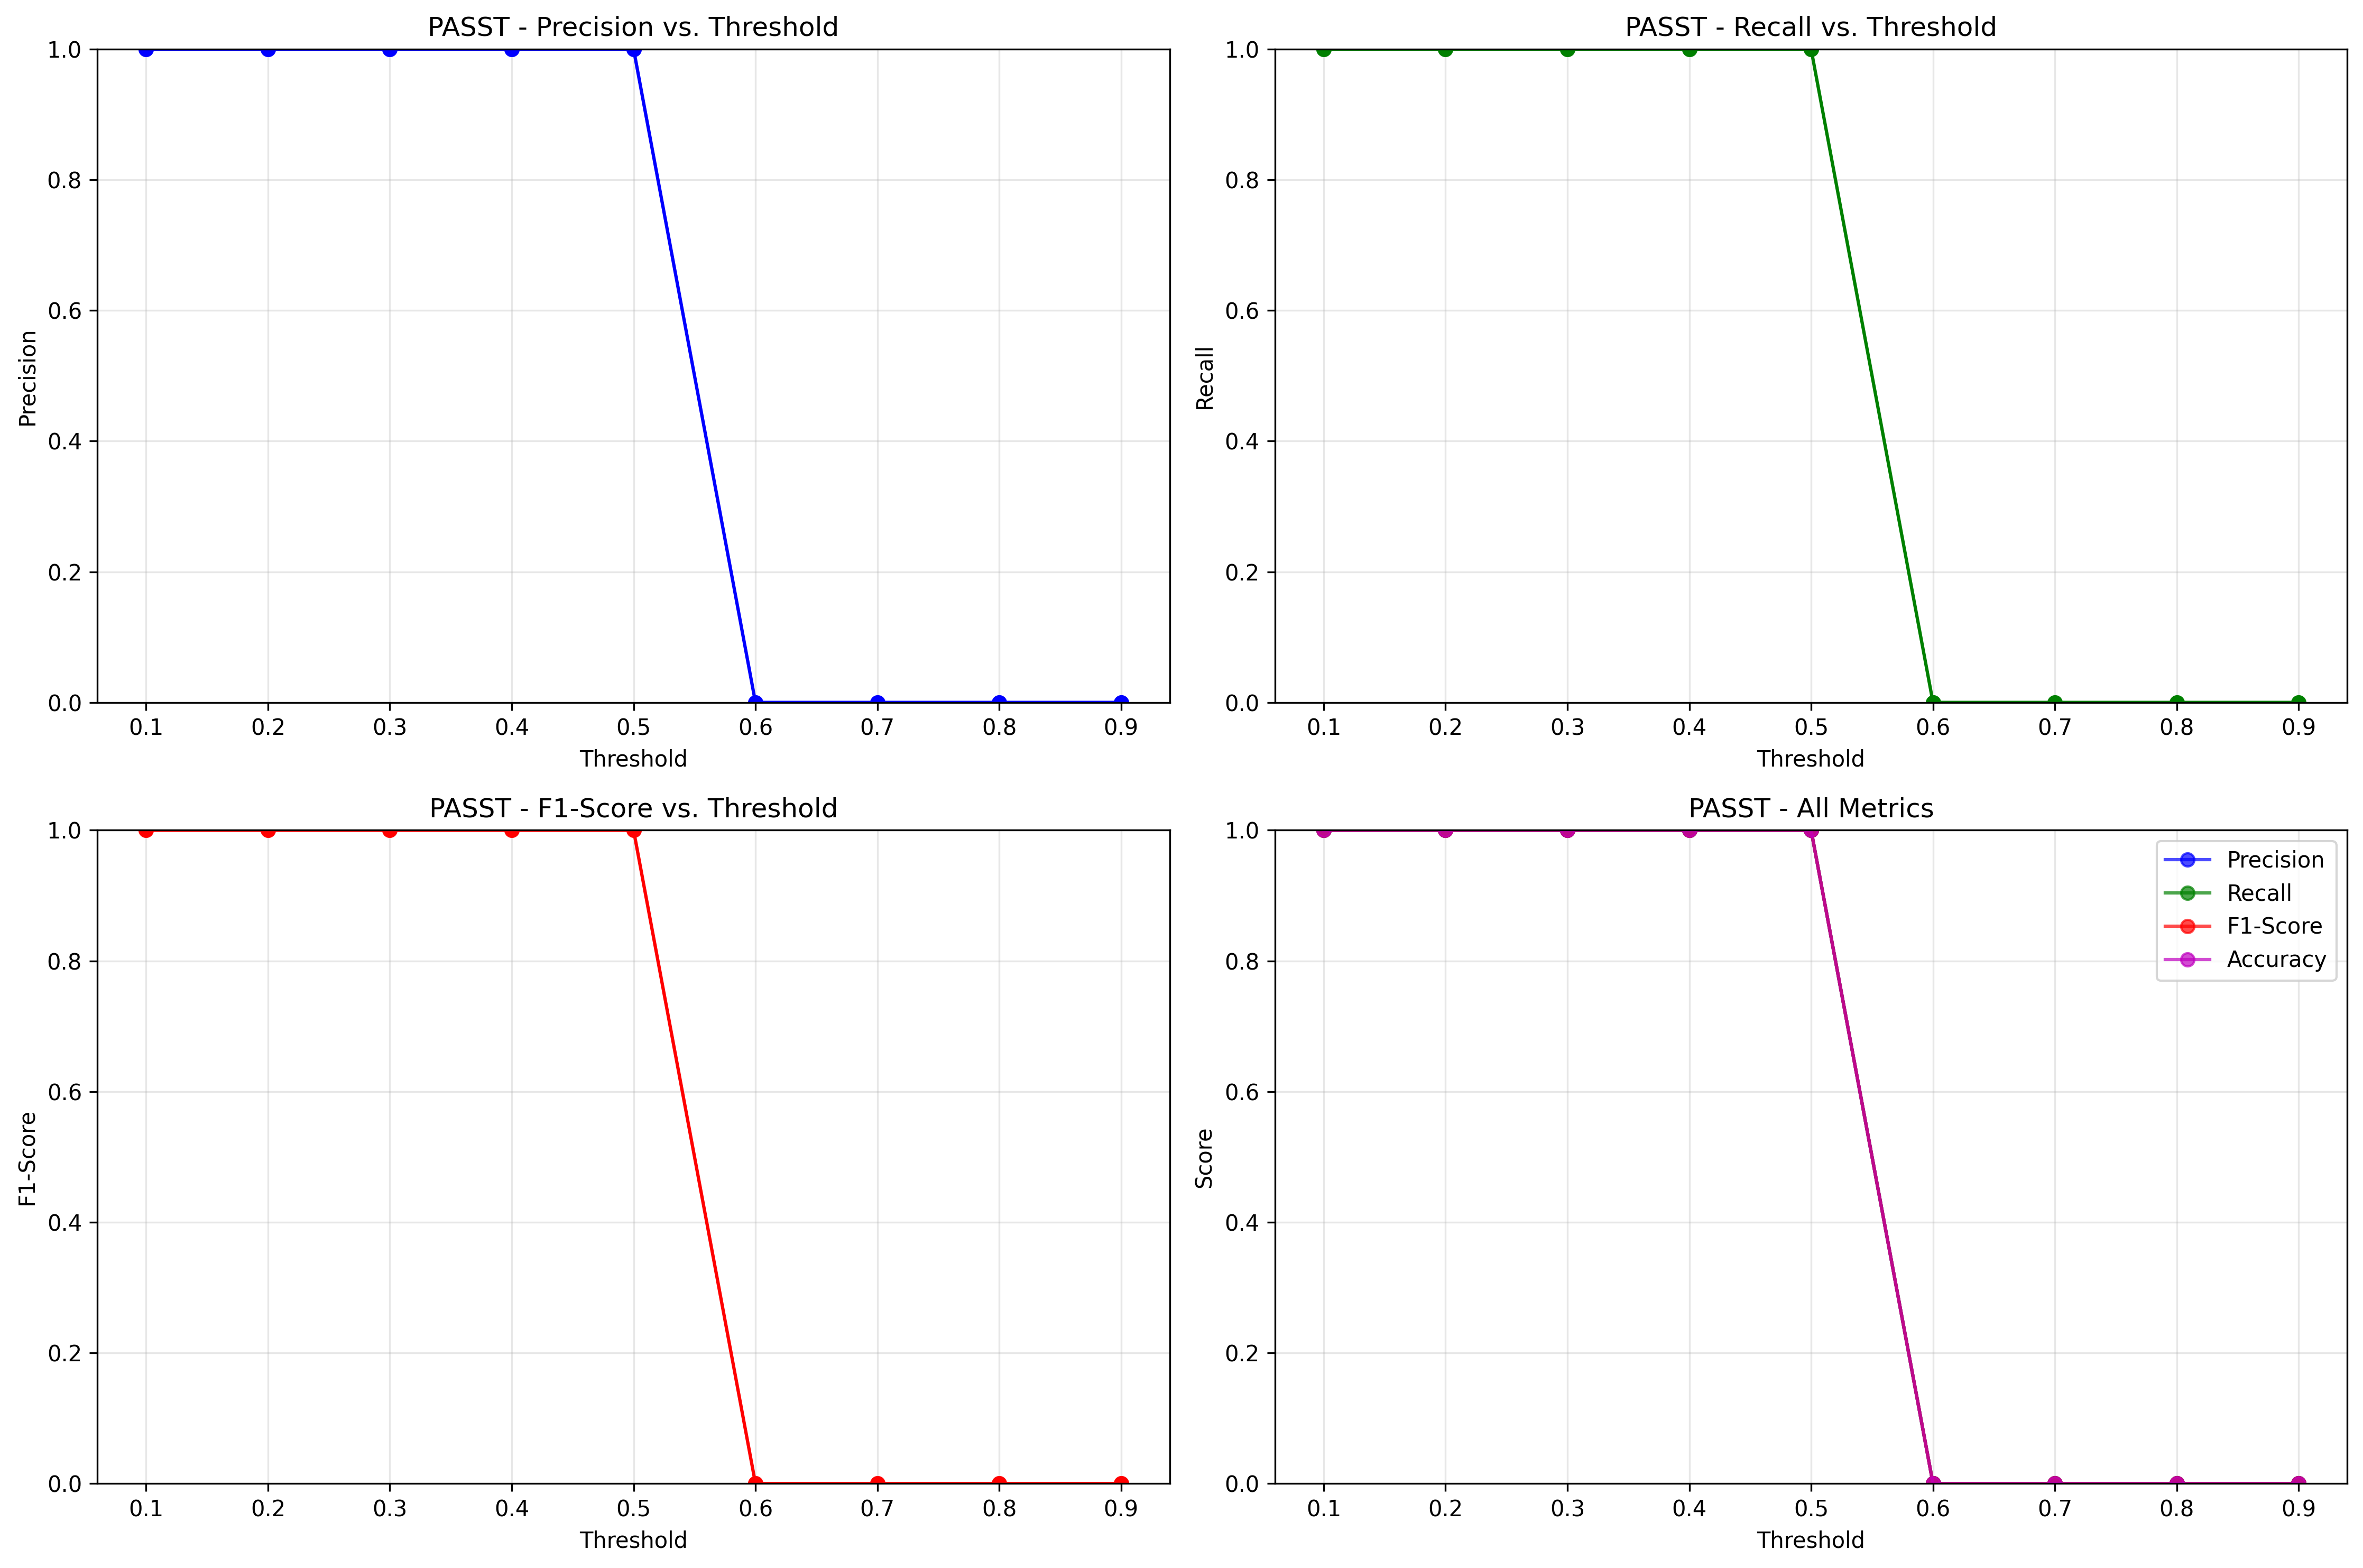 PASST - Precision vs. Threshold
1.0
0.8
0.6
0.4
0.2
0.0
Precision
0.1 0.2 0.3 0.4 0.5 0.6 0.7 0.8 0.9
Threshold
PASST - Recall vs. Threshold
1.0
0.8
0.6
0.4
0.2
0.0
Recall
0.1 0.2 0.3 0.4 0.5 0.6 0.7 0.8 0.9
Threshold
PASST - F1-Score vs. Threshold
1.0
0.8
0.6
0.4
0.2
0.0
F1-Score
0.1 0.2 0.3 0.4 0.5 0.6 0.7 0.8 0.9
Threshold
PASST - All Metrics
1.0
0.8
0.6
0.4
0.2
0.0
Score
Precision
Recall
F1-Score
Accuracy
0.1 0.2 0.3 0.4 0.5 0.6 0.7 0.8 0.9
Threshold